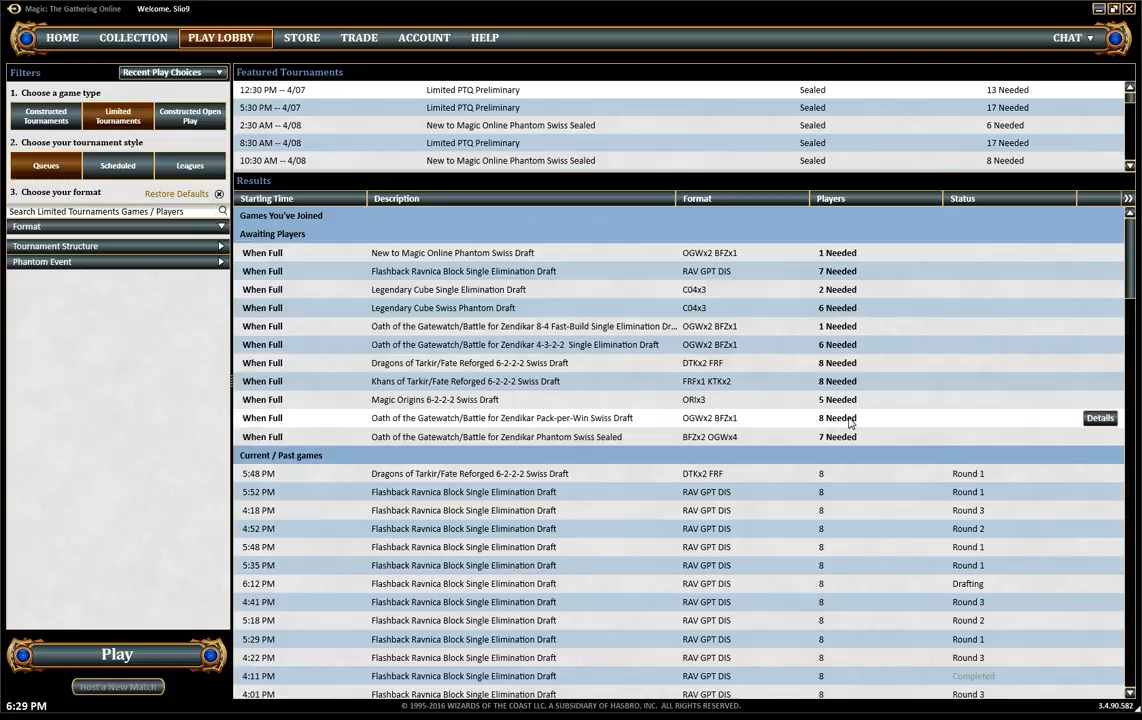 Magic: The Gathering Online Welcome, Slio9
HOME COLLECTION PLAY LOBBY STORE TRADE ACCOUNT HELP CHAT
Filters Recent Play Choices
1. Choose a game type
Constructed Tournaments Limited Tournaments Constructed Open Play
2. Choose your tournament style
Queues Scheduled Leagues
3. Choose your format Restore Defaults
Search Limited Tournaments Games / Players
Format
Tournament Structure
Phantom Event
Play
Host a New Match
6:29 PM
Featured Tournaments
12:30 PM -- 4/07 Limited PTQ Preliminary Sealed 13 Needed
5:30 PM -- 4/07 Limited PTQ Preliminary Sealed 17 Needed
2:30 AM -- 4/08 New to Magic Online Phantom Swiss Sealed Sealed 6 Needed
8:30 AM -- 4/08 Limited PTQ Preliminary Sealed 17 Needed
10:30 AM -- 4/08 New to Magic Online Phantom Swiss Sealed Sealed 8 Needed
Results
Starting Time Description Format Players Status
Games You've Joined
Awaiting Players
When Full New to Magic Online Phantom Swiss Draft OGWx2 BFZx1 1 Needed
When Full Flashback Ravnica Block Single Elimination Draft RAV GPT DIS 7 Needed
When Full Legendary Cube Single Elimination Draft C04x3 2 Needed
When Full Legendary Cube Swiss Phantom Draft C04x3 6 Needed
When Full Oath of the Gatewatch/Battle for Zendikar 8-4 Fast-Build Single Elimination Dr... OGWx2 BFZx1 1 Needed
When Full Oath of the Gatewatch/Battle for Zendikar 4-3-2-2 Single Elimination Draft OGWx2 BFZx1 6 Needed
When Full Dragons of Tarkir/Fate Reforged 6-2-2-2 Swiss Draft DTKx2 FRF 8 Needed
When Full Khans of Tarkir/Fate Reforged 6-2-2-2 Swiss Draft FRFx1 KTKx2 8 Needed
When Full Magic Origins 6-2-2-2 Swiss Draft ORIx3 5 Needed
When Full Oath of the Gatewatch/Battle for Zendikar Pack-per-Win Swiss Draft OGWx2 BFZx1 8 Needed Details
When Full Oath of the Gatewatch/Battle for Zendikar Phantom Swiss Sealed BFZx2 OGWx4 7 Needed
Current / Past games
5:48 PM Dragons of Tarkir/Fate Reforged 6-2-2-2 Swiss Draft DTKx2 FRF 8 Round 1
5:52 PM Flashback Ravnica Block Single Elimination Draft RAV GPT DIS 8 Round 1
4:18 PM Flashback Ravnica Block Single Elimination Draft RAV GPT DIS 8 Round 3
4:52 PM Flashback Ravnica Block Single Elimination Draft RAV GPT DIS 8 Round 2
5:48 PM Flashback Ravnica Block Single Elimination Draft RAV GPT DIS 8 Round 1
5:35 PM Flashback Ravnica Block Single Elimination Draft RAV GPT DIS 8 Round 1
6:12 PM Flashback Ravnica Block Single Elimination Draft RAV GPT DIS 8 Drafting
4:41 PM Flashback Ravnica Block Single Elimination Draft RAV GPT DIS 8 Round 3
5:18 PM Flashback Ravnica Block Single Elimination Draft RAV GPT DIS 8 Round 2
5:29 PM Flashback Ravnica Block Single Elimination Draft RAV GPT DIS 8 Round 1
4:22 PM Flashback Ravnica Block Single Elimination Draft RAV GPT DIS 8 Round 3
4:11 PM Flashback Ravnica Block Single Elimination Draft RAV GPT DIS 8 Completed
4:01 PM Flashback Ravnica Block Single Elimination Draft RAV GPT DIS 8 Round 3
© 1995-2016 WIZARDS OF THE COAST LLC, A SUBSIDIARY OF HASBRO, INC. ALL RIGHTS RESERVED. 3.4.90.582